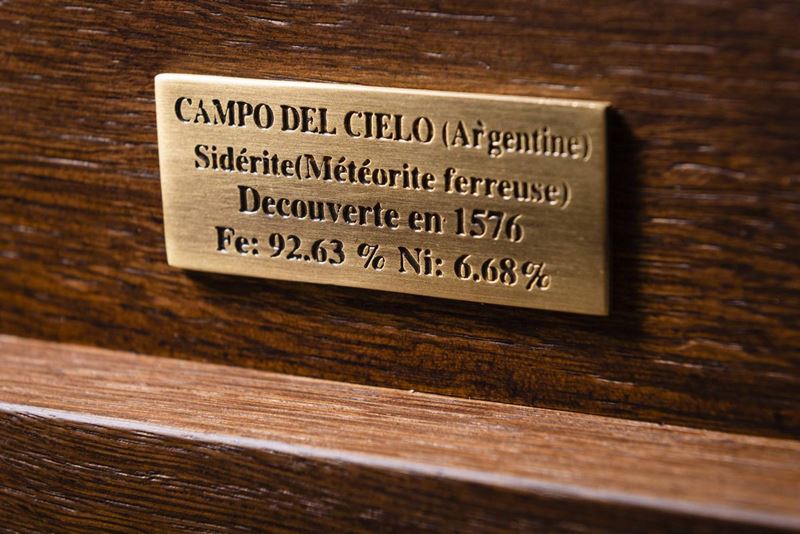 CAMPO DEL CIELO (Argentine)
Sidérite(Météorite ferreuse)
Decouverte en 1576
Fe: 92.63 % Ni: 6.68%